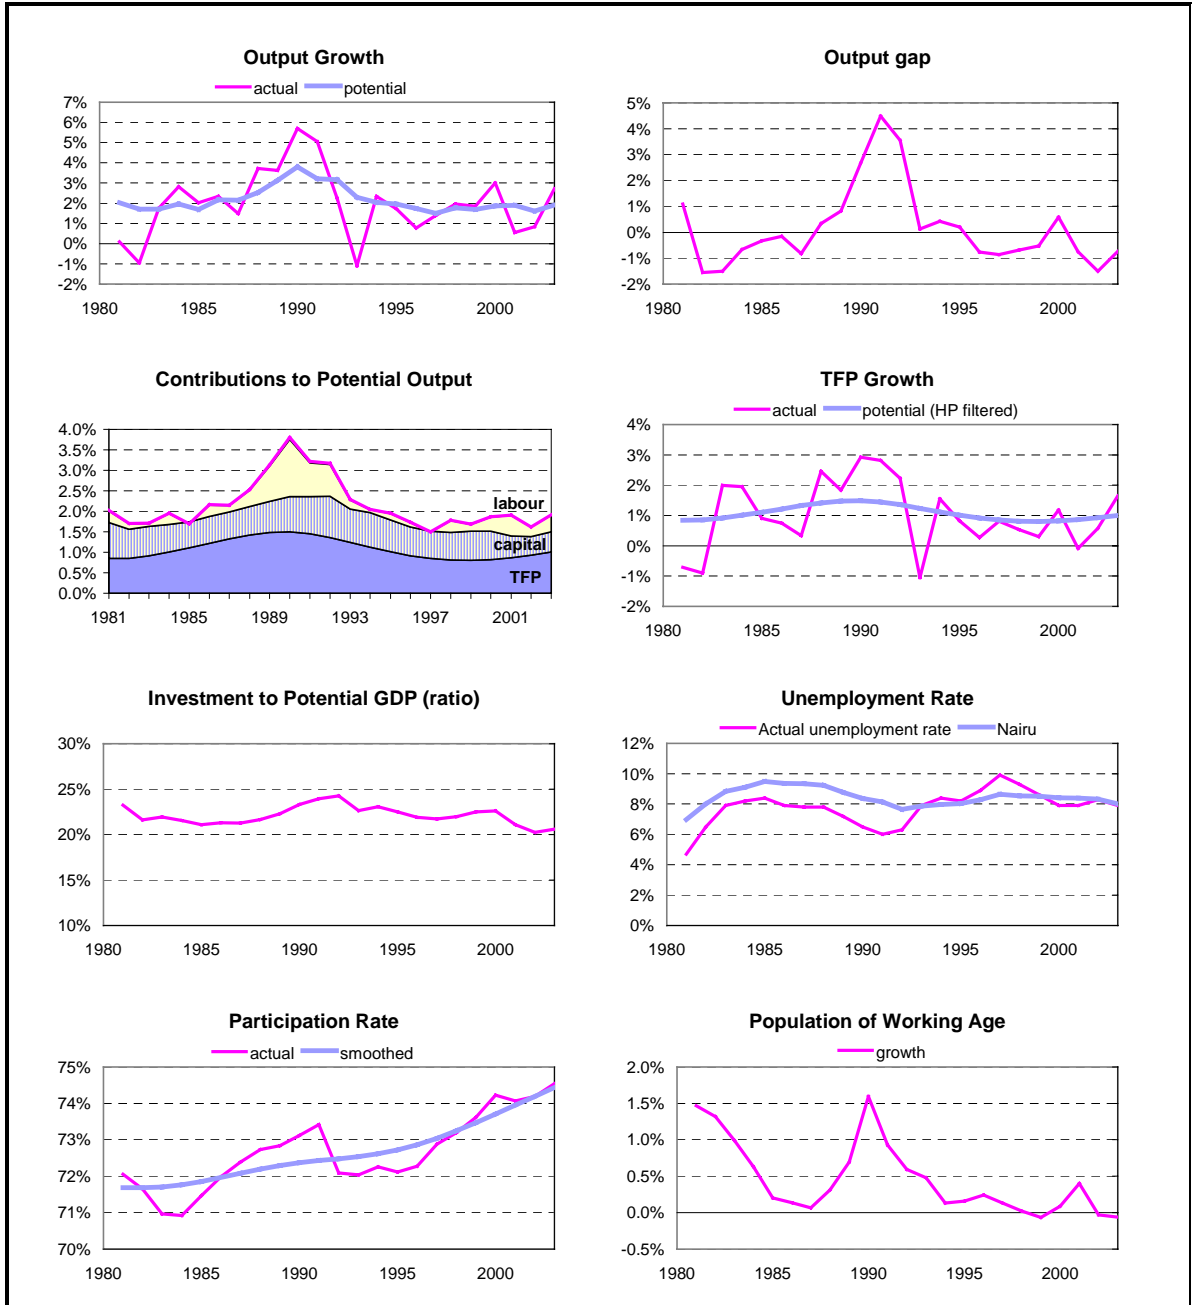 Output Growth
actual potential
7%
6%
5%
4%
3%
2%
1%
0%
-1%
-2%
1980 1985 1990 1995 2000
Output gap
5%
4%
3%
2%
1%
0%
-1%
-2%
1980 1985 1990 1995 2000
Contributions to Potential Output
4.0%
3.5%
3.0%
2.5%
2.0%
1.5%
1.0%
0.5%
0.0%
labour
capital
TFP
1981 1985 1989 1993 1997 2001
TFP Growth
actual potential (HP filtered)
4%
3%
2%
1%
0%
-1%
-2%
1980 1985 1990 1995 2000
Investment to Potential GDP (ratio)
30%
25%
20%
15%
10%
1980 1985 1990 1995 2000
Unemployment Rate
Actual unemployment rate Nairu
12%
10%
8%
6%
4%
2%
0%
1980 1985 1990 1995 2000
Participation Rate
actual smoothed
75%
74%
73%
72%
71%
70%
1980 1985 1990 1995 2000
Population of Working Age
growth
2.0%
1.5%
1.0%
0.5%
0.0%
-0.5%
1980 1985 1990 1995 2000